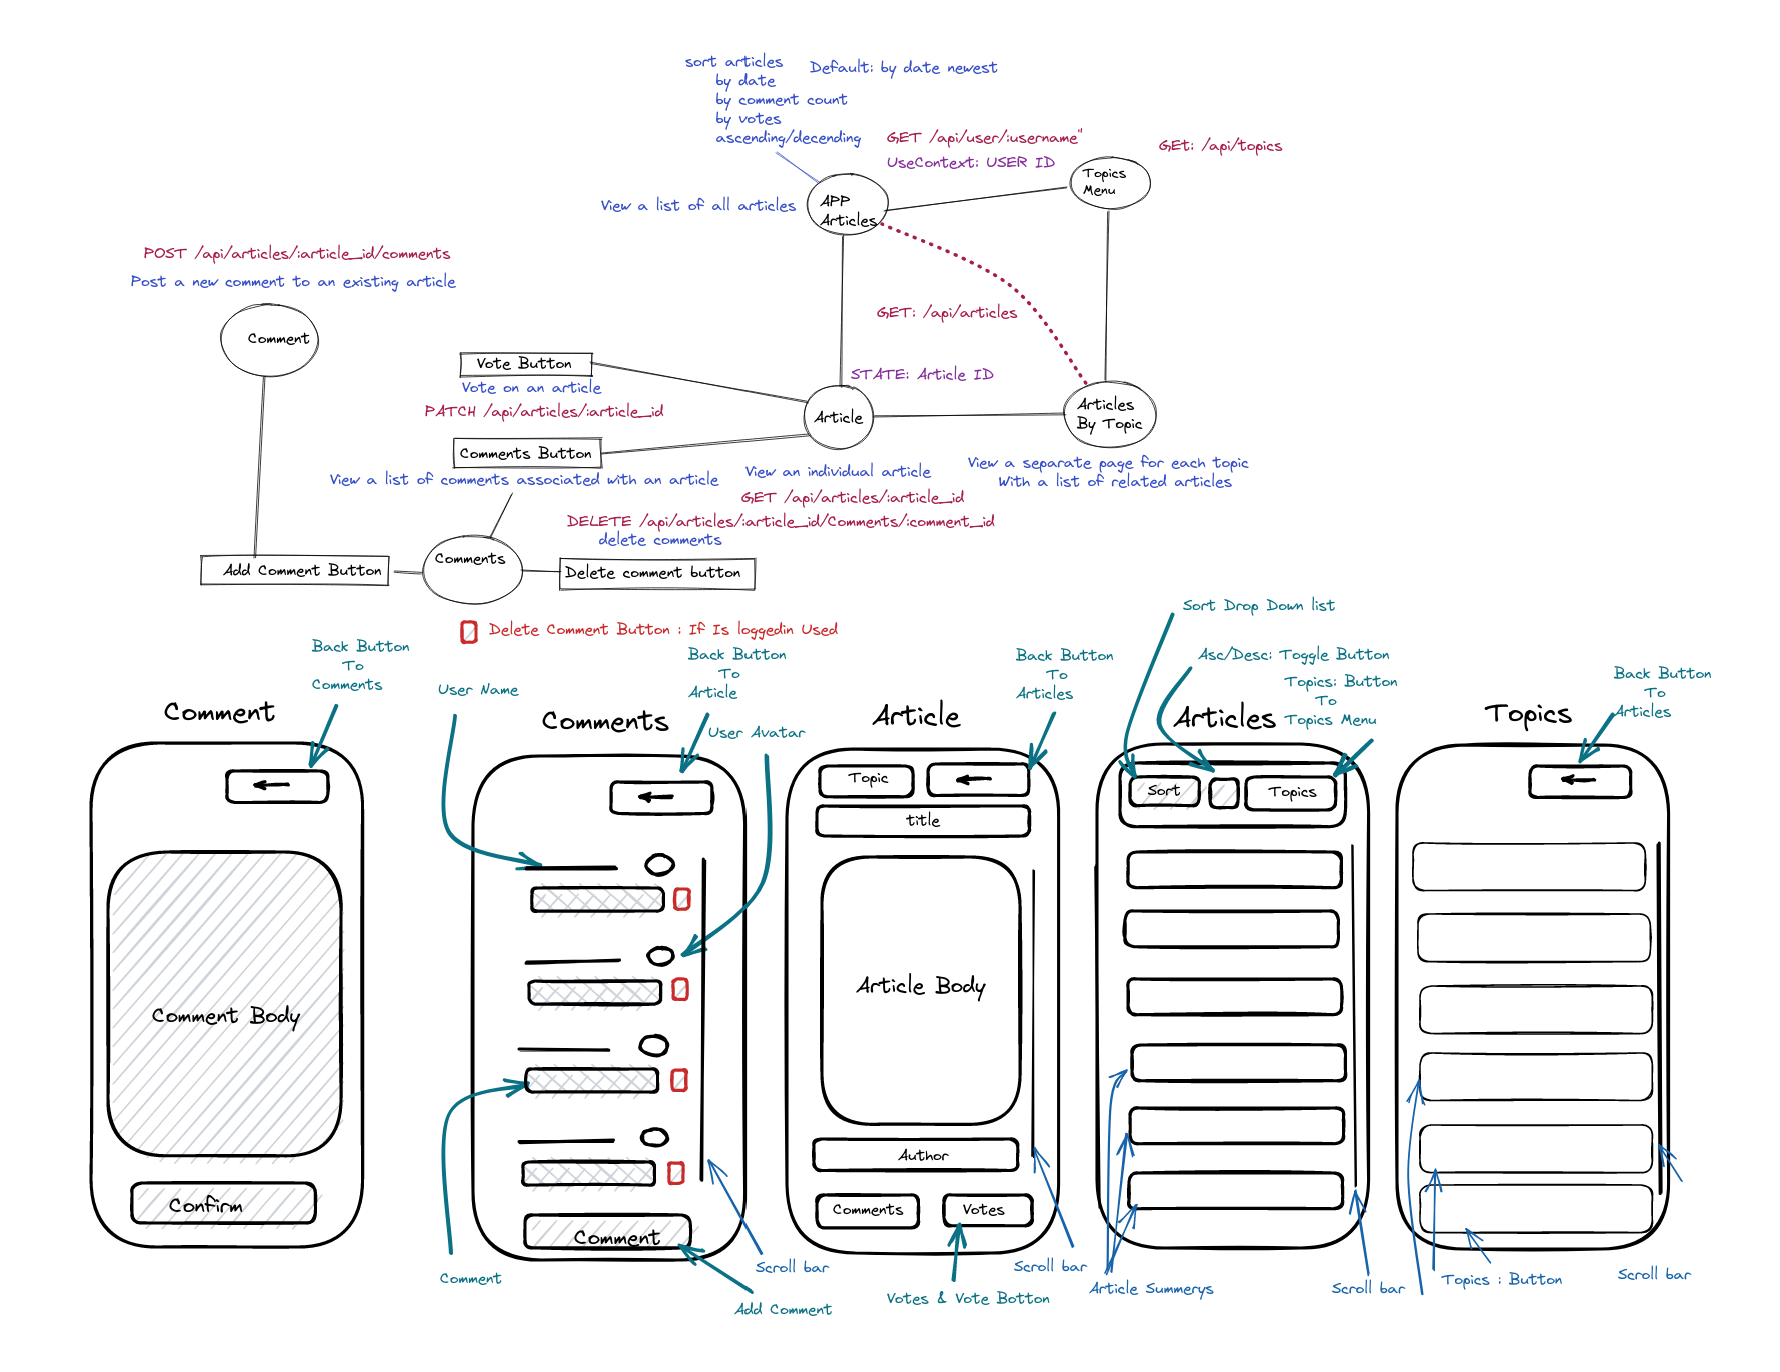 sort articles
by date
by comment count
by votes
ascending/decending
Default: by date newest
GET /api/user/:username"
UseContext: USER ID
GEt: /api/topics
Topics
Menu
APP
Articles
View a list of all articles
POST /api/articles/:article_id/comments
Post a new comment to an existing article
Comment
GET: /api/articles
Vote Button
Vote on an article
PATCH /api/articles/:article_id
STATE: Article ID
Article
Articles
By Topic
Comments Button
View a list of comments associated with an article
View an individual article
GET /api/articles/:article_id
View a separate page for each topic
With a list of related articles
DELETE /api/articles/:article_id/Comments/:comment_id
delete comments
Add Comment Button
Comments
Delete comment button
Delete Comment Button : If Is loggedin Used
Back Button
To
Comments
User Name
Back Button
To
Article
User Avatar
Back Button
To
Articles
Sort Drop Down list
Asc/Desc: Toggle Button
Topics: Button
To
Topics Menu
Back Button
To
Articles
Comment
Comments
Article
Articles
Topics
Topic
title
Sort
Topics
Comment Body
Article Body
Author
Confirm
Comment
Comments
Votes
Comment
Scroll bar
Add Comment
Scroll bar
Votes & Vote Botton
Article Summerys
Scroll bar
Topics : Button
Scroll bar